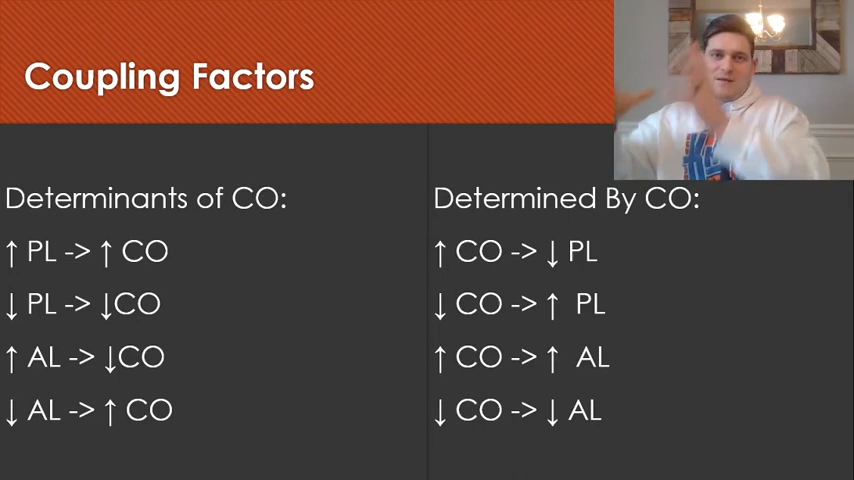 Coupling Factors
Determinants of CO:
↑ PL -> ↑ CO
↓ PL -> ↓CO
↑ AL -> ↓CO
↓ AL -> ↑ CO
Determined By CO:
↑ CO -> ↓ PL
↓ CO -> ↑ PL
↑ CO -> ↑ AL
↓ CO -> ↓ AL